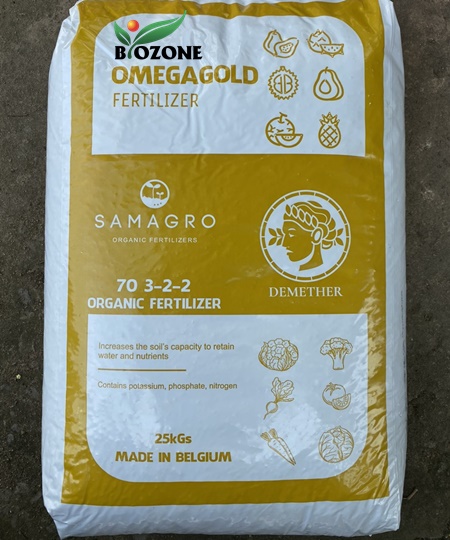 BIOZONE
OMEGAGOLD
FERTILIZER
SAMAGRO
ORGANIC FERTILIZERS
DEMETHER
70 3-2-2
ORGANIC FERTILIZER
Increases the soil's capacity to retain
water and nutrients
Contains potassium, phosphate, nitrogen
25kGs
MADE IN BELGIUM